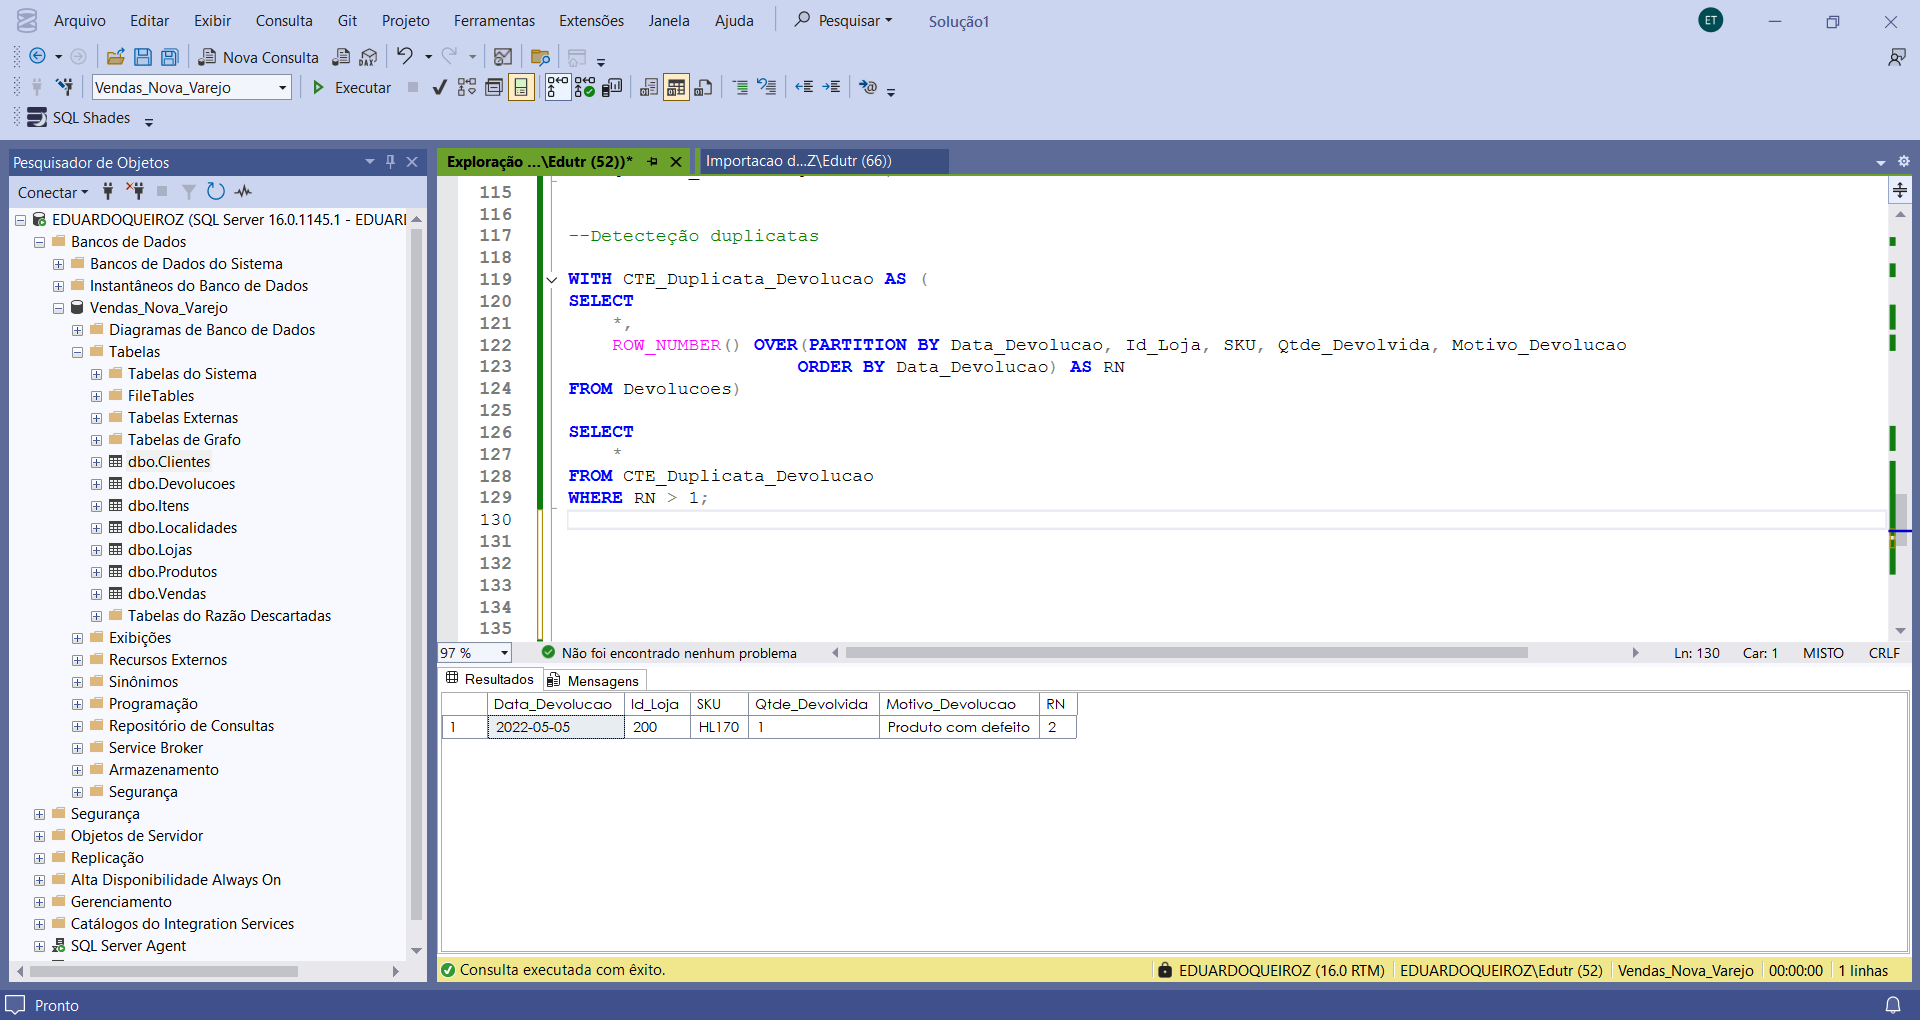 Arquivo Editar Exibir Consulta Git Projeto Ferramentas Extensões Janela Ajuda Pesquisar Solução1 ET
Nova Consulta DAX
Vendas_Nova_Varejo Executar
SQL Shades
Pesquisador de Objetos
Conectar
EDUARDOQUEIROZ (SQL Server 16.0.1145.1 - EDUARI
Bancos de Dados
Bancos de Dados do Sistema
Instantâneos do Banco de Dados
Vendas_Nova_Varejo
Diagramas de Banco de Dados
Tabelas
Tabelas do Sistema
FileTables
Tabelas Externas
Tabelas de Grafo
dbo.Clientes
dbo.Devolucoes
dbo.Itens
dbo.Localidades
dbo.Lojas
dbo.Produtos
dbo.Vendas
Tabelas do Razão Descartadas
Exibições
Recursos Externos
Sinônimos
Programação
Repositório de Consultas
Service Broker
Armazenamento
Segurança
Segurança
Objetos de Servidor
Replicação
Alta Disponibilidade Always On
Gerenciamento
Catálogos do Integration Services
SQL Server Agent
Exploração ...\Edutr (52))* Importacao d...Z\Edutr (66))
115
116
117 --Detecteção duplicatas
118
119 WITH CTE_Duplicata_Devolucao AS (
120 SELECT
121 *,
122 ROW_NUMBER() OVER(PARTITION BY Data_Devolucao, Id_Loja, SKU, Qtde_Devolvida, Motivo_Devolucao
123 ORDER BY Data_Devolucao) AS RN
124 FROM Devolucoes)
125
126 SELECT
127 *
128 FROM CTE_Duplicata_Devolucao
129 WHERE RN > 1;
130
131
132
133
134
135
97 % Não foi encontrado nenhum problema Ln: 130 Car: 1 MISTO CRLF
Resultados Mensagens
Data_Devolucao Id_Loja SKU Qtde_Devolvida Motivo_Devolucao RN
1 2022-05-05 200 HL170 1 Produto com defeito 2
Consulta executada com êxito. EDUARDOQUEIROZ (16.0 RTM) EDUARDOQUEIROZ\Edutr (52) Vendas_Nova_Varejo 00:00:00 1 linhas
Pronto